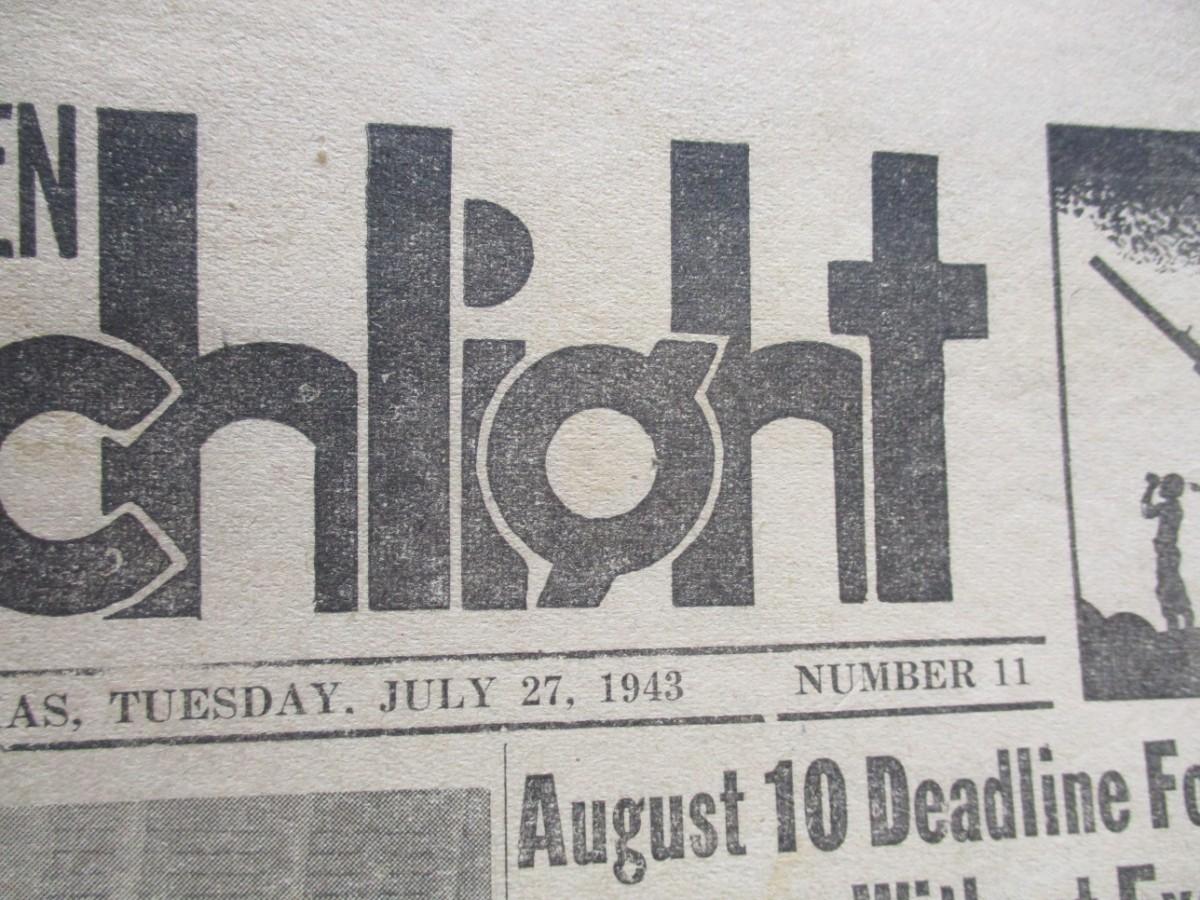 EN
chlight
AS, TUESDAY. JULY 27, 1943 NUMBER 11
August 10 Deadline Fo